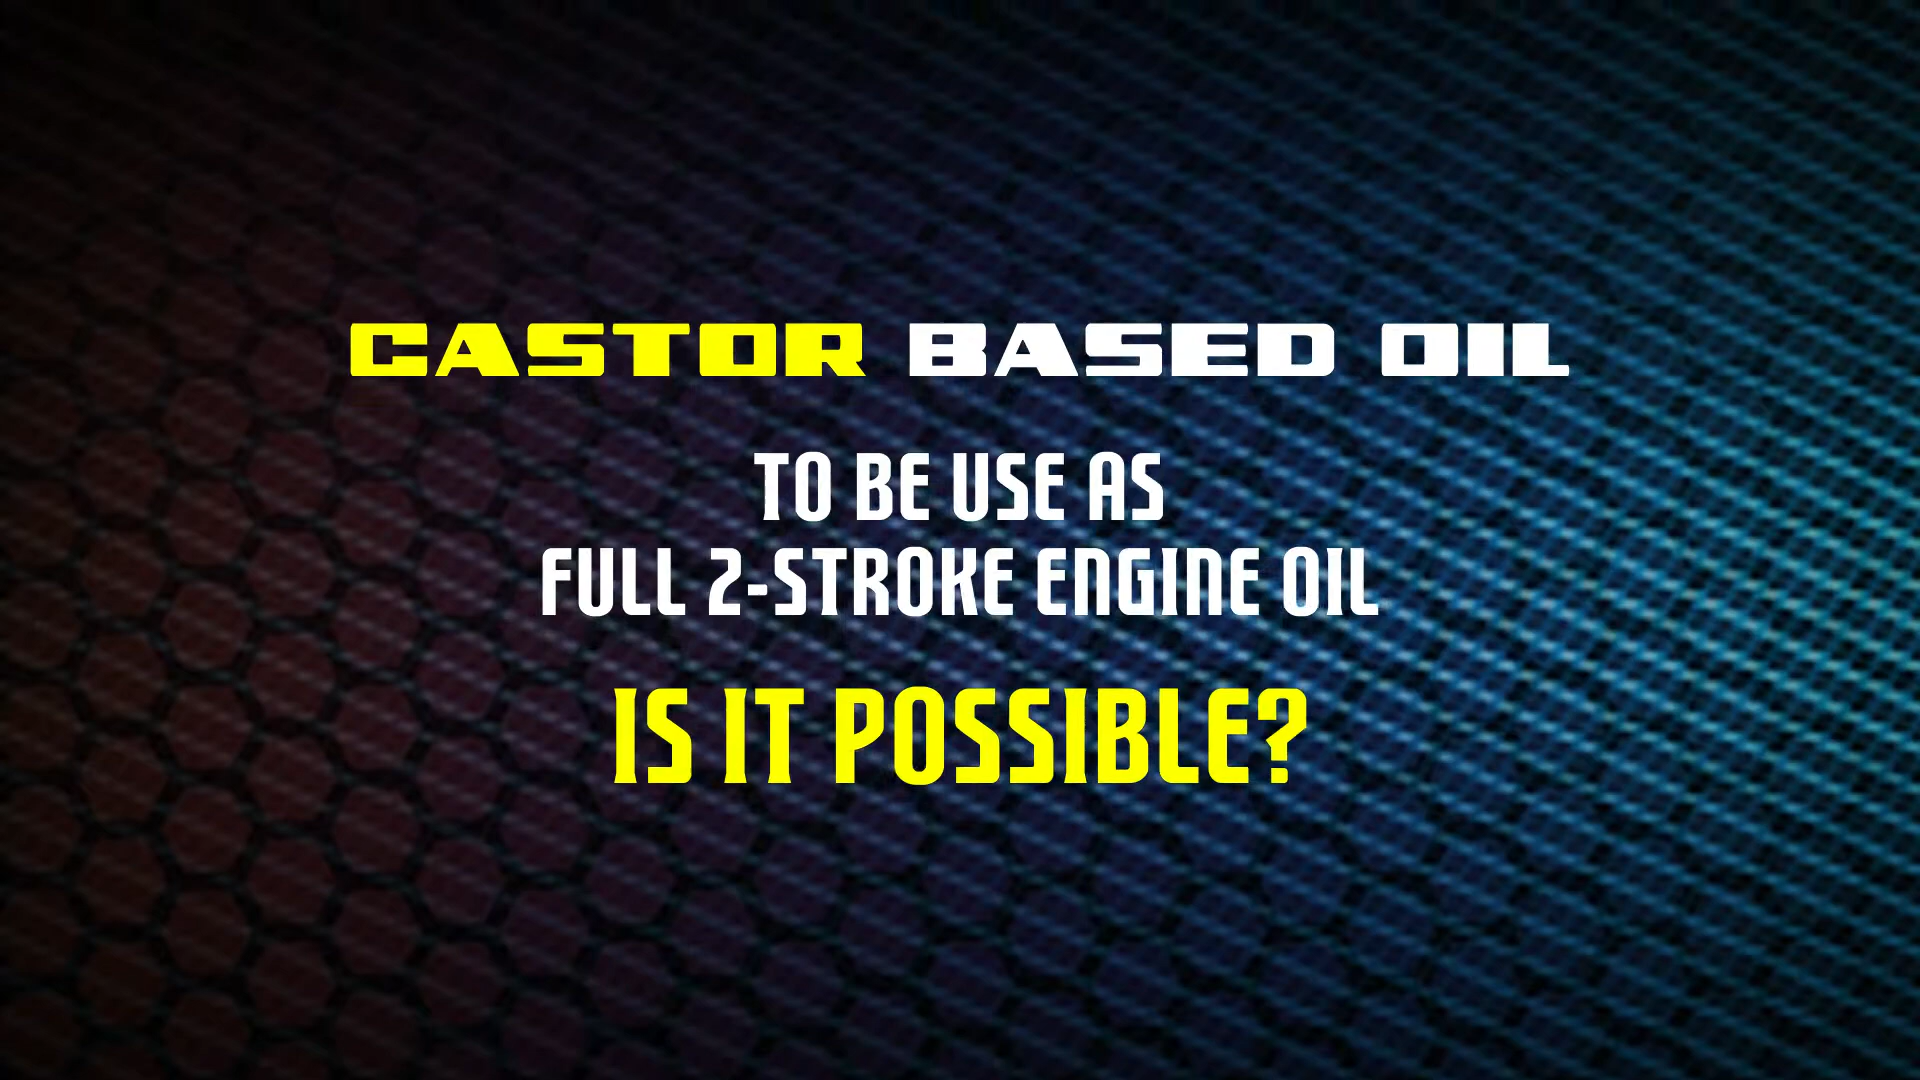 CASTOR BASED OIL
TO BE USE AS
FULL 2-STROKE ENGINE OIL
IS IT POSSIBLE?